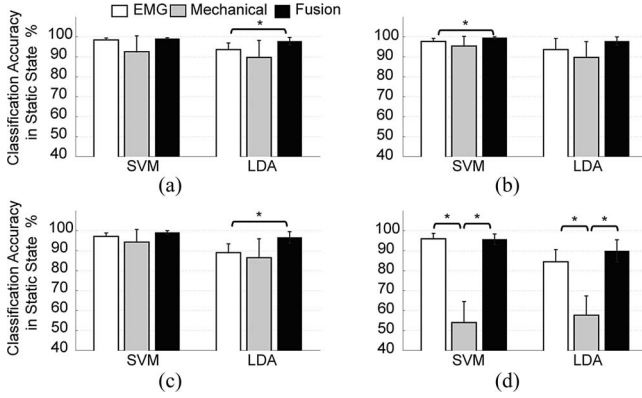 EMG Mechanical Fusion
Classification Accuracy
in Static State %
100
90
80
70
60
50
40
*
SVM LDA
(a)
100
90
80
70
60
50
40
*
SVM LDA
(b)
Classification Accuracy
in Static State %
100
90
80
70
60
50
40
*
SVM LDA
(c)
100
90
80
70
60
50
40
* * * *
SVM LDA
(d)